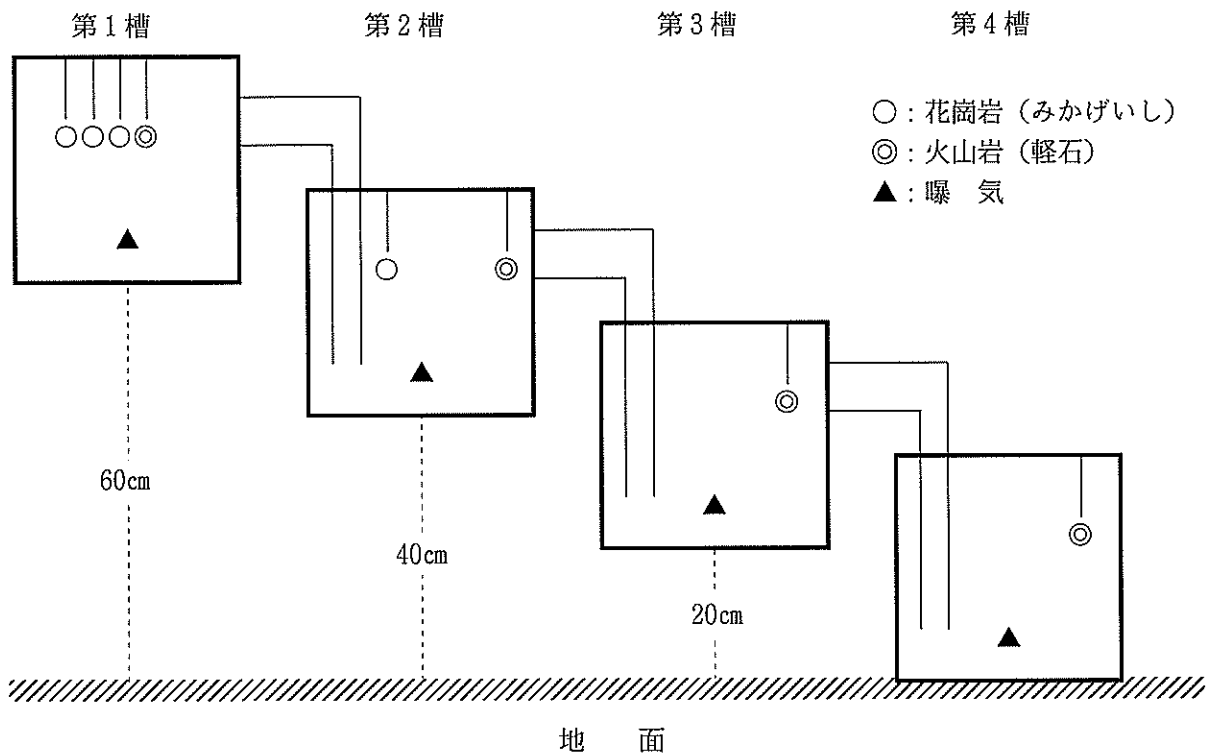 第1槽 第2槽 第3槽 第4槽
○：花崗岩（みかげいし）
◎：火山岩（軽石）
▲：曝 気
60cm
40cm
20cm
地 面